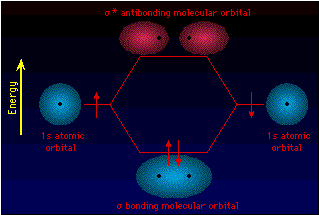 σ* antibonding molecular orbital
Energy
1s atomic
orbital
1s atomic
orbital
σ bonding molecular orbital